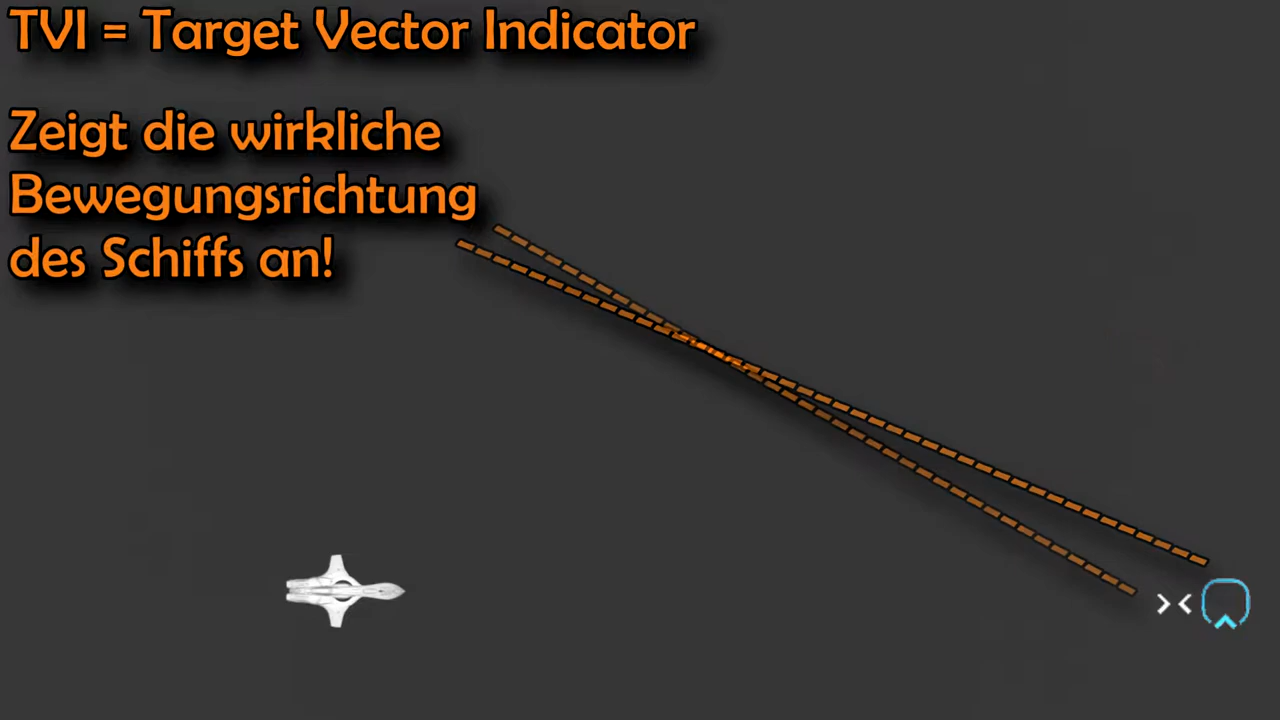 TVI = Target Vector Indicator
Zeigt die wirkliche
Bewegungsrichtung
des Schiffs an!